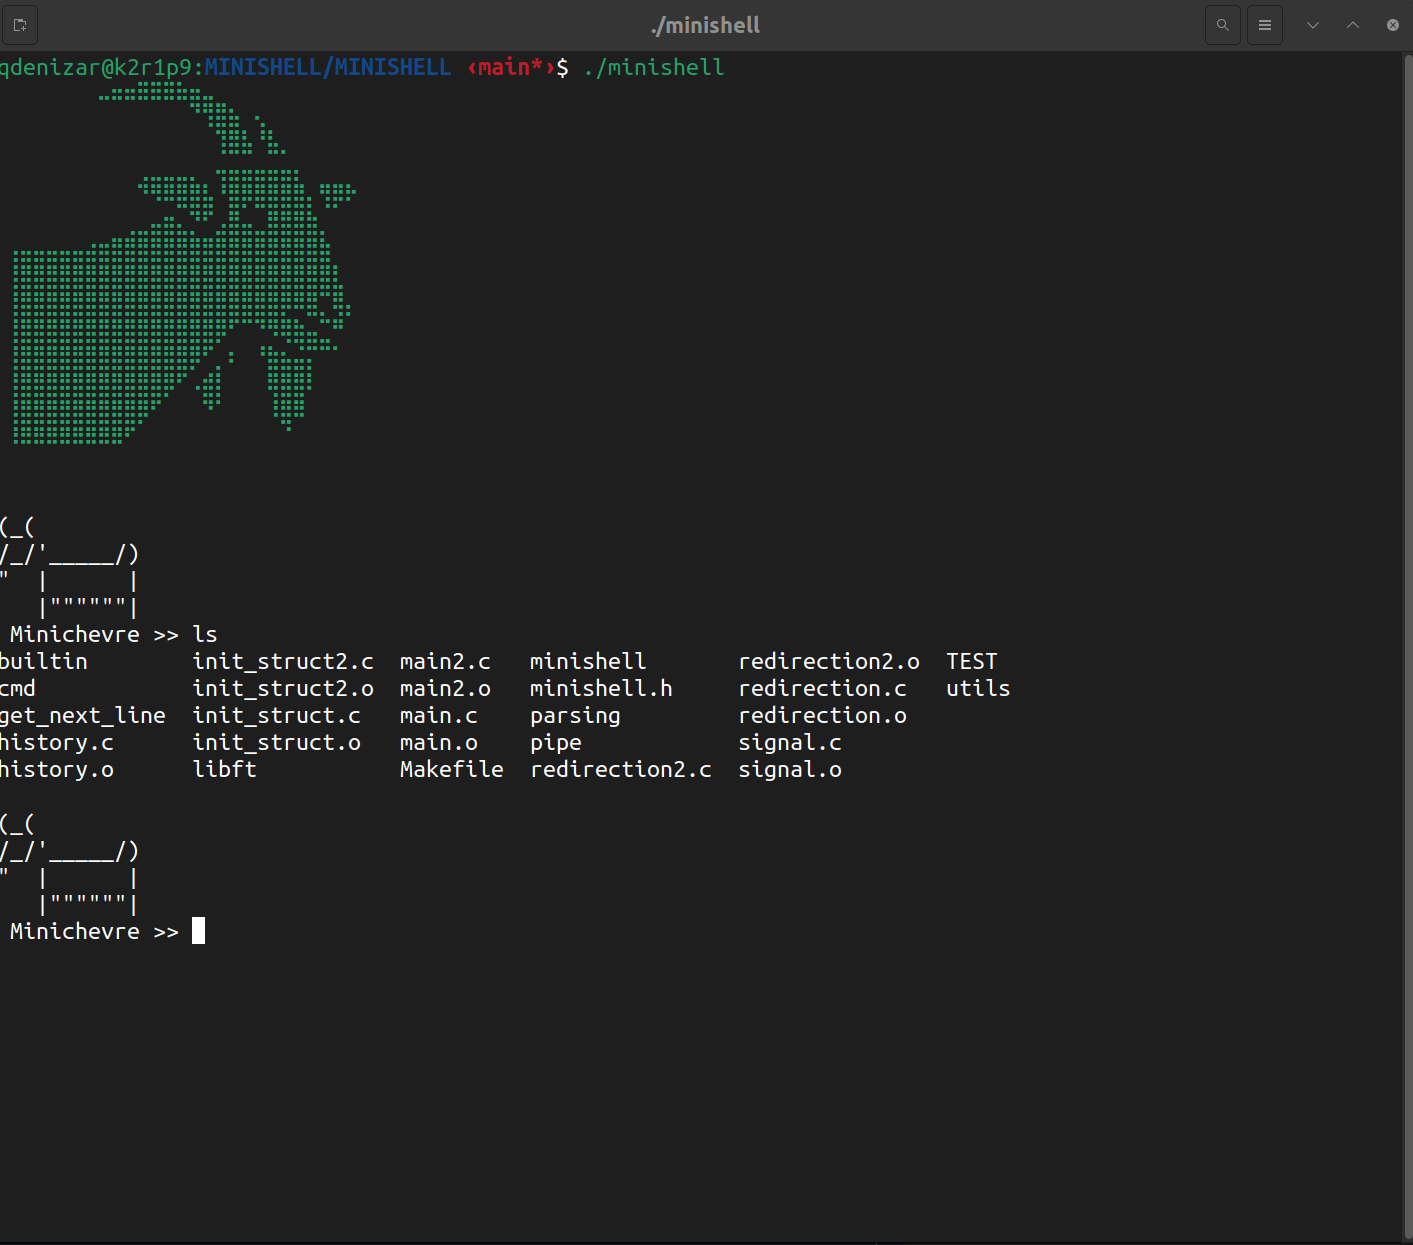 ./minishell
qdenizar@k2r1p9:MINISHELL/MINISHELL ‹main*›$ ./minishell
(_(
/_/'_____/)
"  |      |
   |""""""|
 Minichevre >> ls
builtin        init_struct2.c  main2.c   minishell       redirection2.o  TEST
cmd            init_struct2.o  main2.o   minishell.h     redirection.c   utils
get_next_line  init_struct.c   main.c    parsing         redirection.o
history.c      init_struct.o   main.o    pipe            signal.c
history.o      libft           Makefile  redirection2.c  signal.o
(_(
/_/'_____/)
"  |      |
   |""""""|
 Minichevre >>